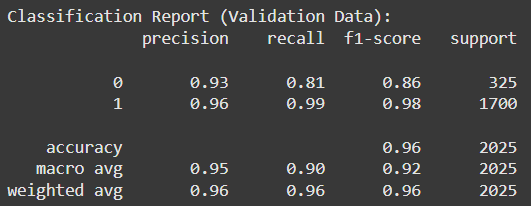 Classification Report (Validation Data):
precision recall f1-score support
0 0.93 0.81 0.86 325
1 0.96 0.99 0.98 1700
accuracy 0.96 2025
macro avg 0.95 0.90 0.92 2025
weighted avg 0.96 0.96 0.96 2025